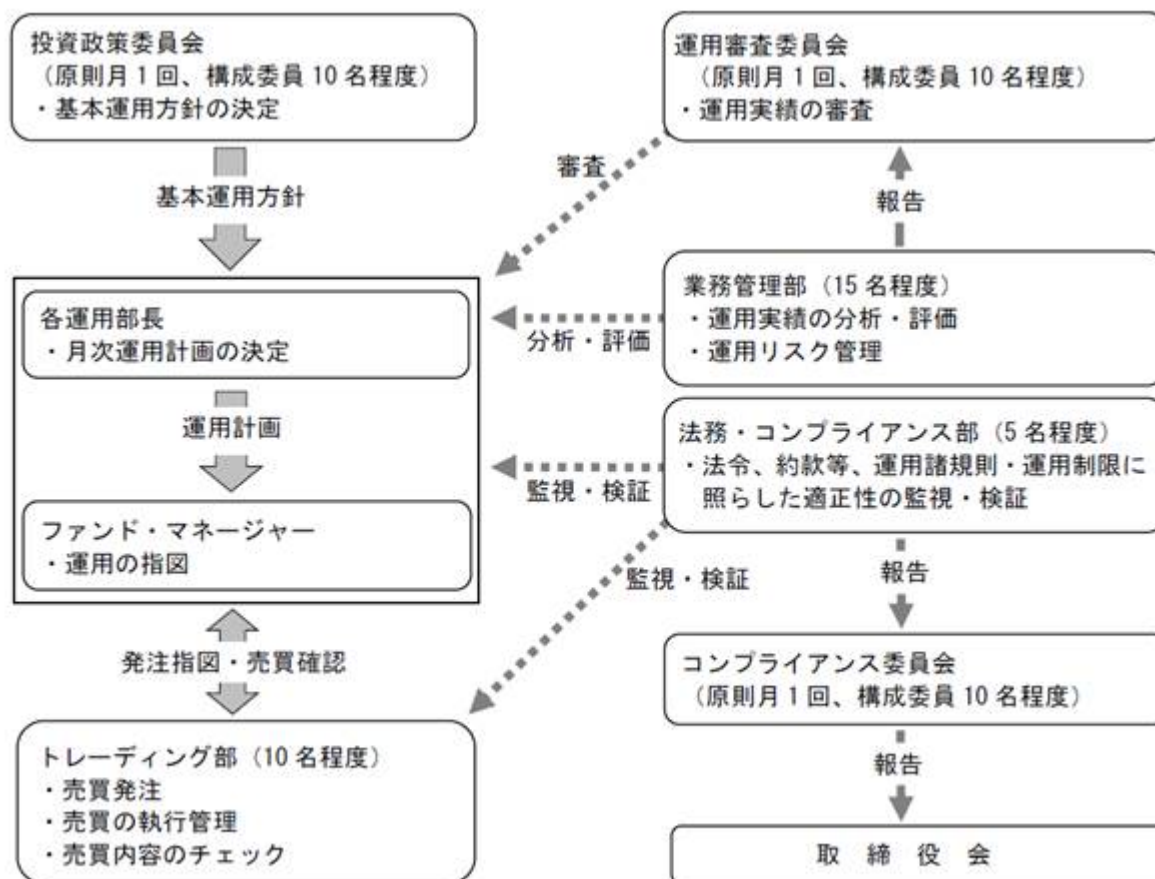 投資政策委員会
（原則月1回、構成委員10名程度）
・基本運用方針の決定
基本運用方針
各運用部長
・月次運用計画の決定
運用計画
ファンド・マネージャー
・運用の指図
発注指図・売買確認
トレーディング部（10名程度）
・売買発注
・売買の執行管理
・売買内容のチェック
運用審査委員会
（原則月1回、構成委員10名程度）
・運用実績の審査
審査
報告
業務管理部（15名程度）
・運用実績の分析・評価
・運用リスク管理
分析・評価
法務・コンプライアンス部（5名程度）
・法令、約款等、運用諸規則・運用制限に
照らした適正性の監視・検証
監視・検証
監視・検証
報告
コンプライアンス委員会
（原則月1回、構成委員10名程度）
報告
取締役会